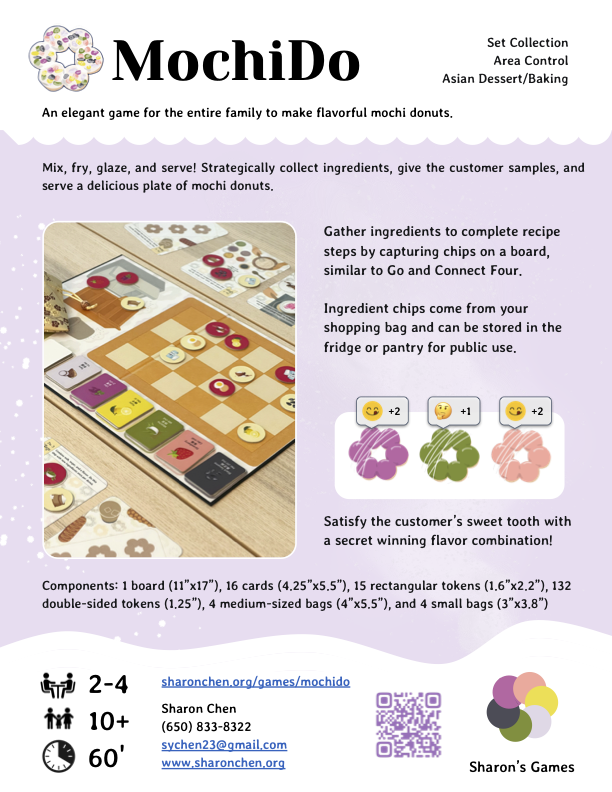 MochiDo
Set Collection
Area Control
Asian Dessert/Baking
An elegant game for the entire family to make flavorful mochi donuts.
Mix, fry, glaze, and serve! Strategically collect ingredients, give the customer samples, and
serve a delicious plate of mochi donuts.
Gather ingredients to complete recipe
steps by capturing chips on a board,
similar to Go and Connect Four.
Ingredient chips come from your
shopping bag and can be stored in the
fridge or pantry for public use.
+2
+1
+2
Satisfy the customer's sweet tooth with
a secret winning flavor combination!
Components: 1 board (11”x17”), 16 cards (4.25”x5.5”), 15 rectangular tokens (1.6”x2.2”), 132
double-sided tokens (1.25”), 4 medium-sized bags (4”x5.5”), and 4 small bags (3”x3.8”)
2-4
10+
60'
sharonchen.org/games/mochido
Sharon Chen
(650) 833-8322
sychen23@gmail.com
www.sharonchen.org
Sharon's Games